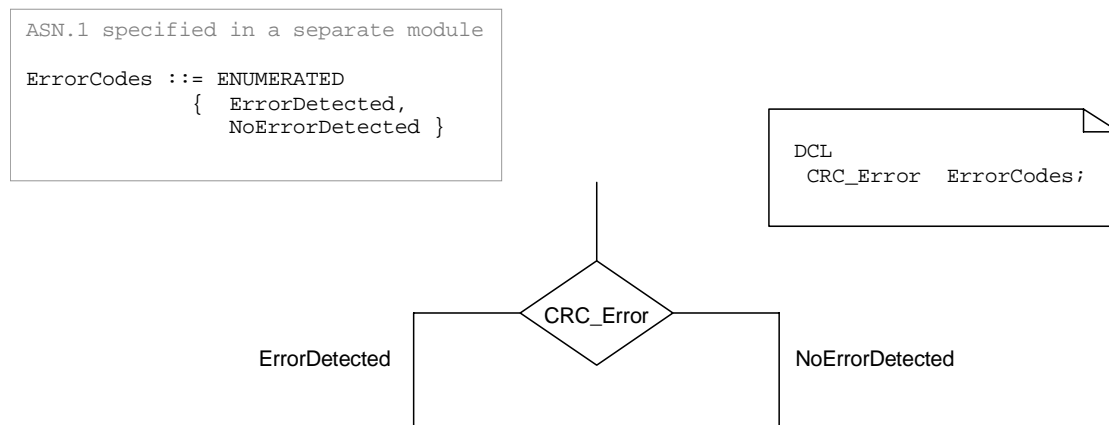 ASN.1 specified in a separate module
ErrorCodes ::= ENUMERATED
{ ErrorDetected,
NoErrorDetected }
DCL
CRC_Error ErrorCodes;
CRC_Error
ErrorDetected
NoErrorDetected